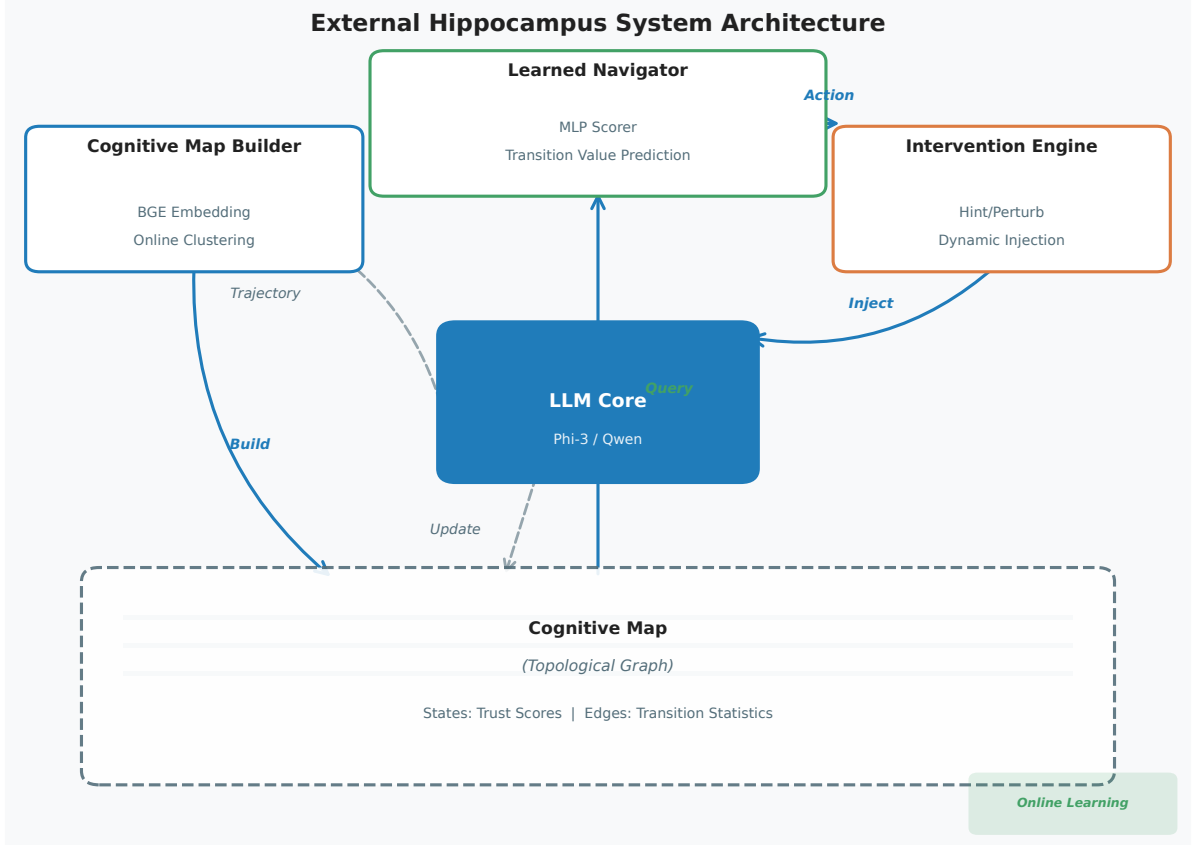 External Hippocampus System Architecture
Learned Navigator
MLP Scorer
Transition Value Prediction
Action
Cognitive Map Builder
BGE Embedding
Online Clustering
Intervention Engine
Hint/Perturb
Dynamic Injection
Trajectory
Inject
Query
LLM Core
Phi-3 / Qwen
Build
Update
Cognitive Map
(Topological Graph)
States: Trust Scores | Edges: Transition Statistics
Online Learning